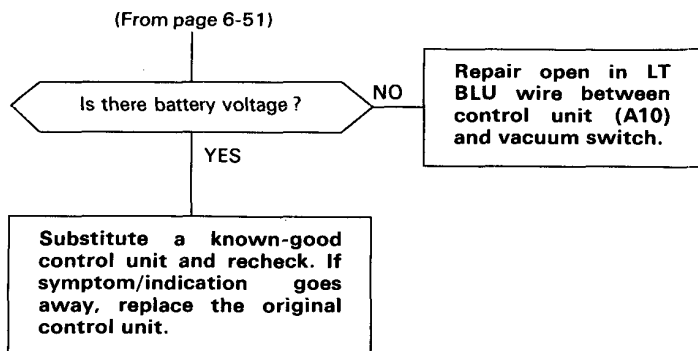 (From page 6-51)
Is there battery voltage ?
NO
Repair open in LT
BLU wire between
control unit (A10)
and vacuum switch.
YES
Substitute a known-good
control unit and recheck. If
symptom/indication goes
away, replace the original
control unit.